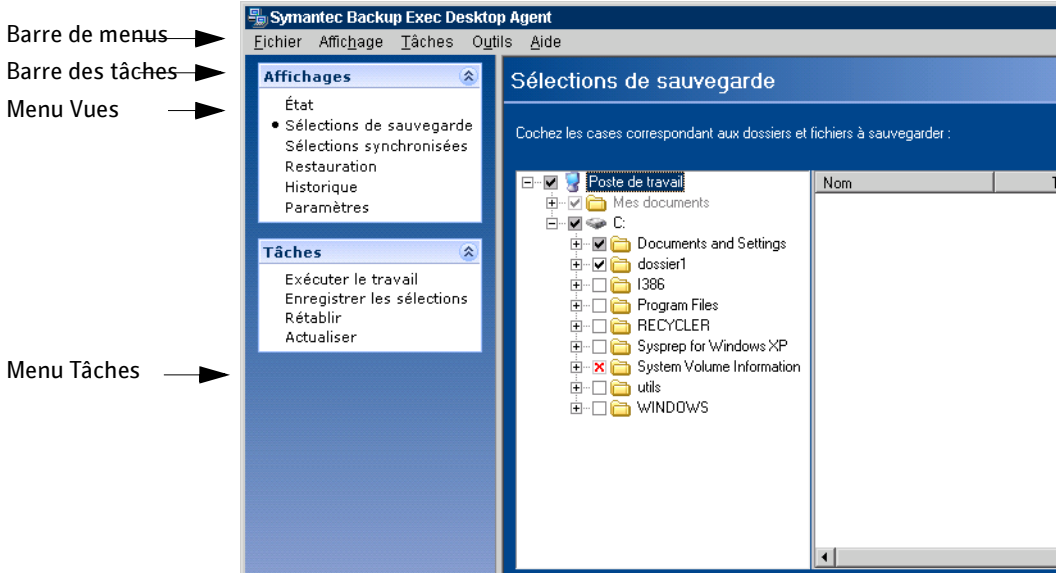 Symantec Backup Exec Desktop Agent
Barre de menus
Fichier Affichage Tâches Outils Aide
Barre des tâches
Menu Vues
Menu Tâches
Affichages
État
Sélections de sauvegarde
Sélections synchronisées
Restauration
Historique
Paramètres
Tâches
Exécuter le travail
Enregistrer les sélections
Rétablir
Actualiser
Sélections de sauvegarde
Cochez les cases correspondant aux dossiers et fichiers à sauvegarder :
Poste de travail
Mes documents
C:
Documents and Settings
dossier1
I386
Program Files
RECYCLER
Sysprep for Windows XP
System Volume Information
utils
WINDOWS
Nom